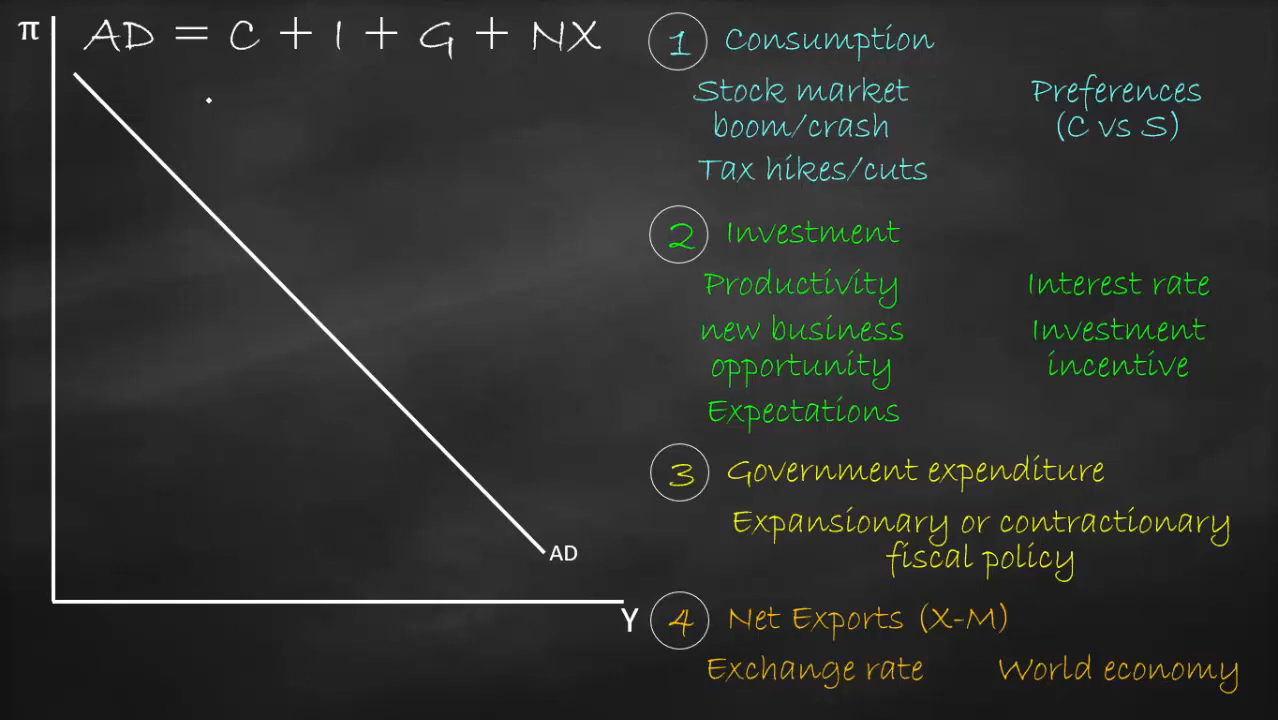 π
AD = C + I + G + NX
AD
Y
1 Consumption
Stock market
boom/crash
Tax hikes/cuts
Preferences
(C vs S)
2 Investment
Productivity
new business
opportunity
Expectations
Interest rate
Investment
incentive
3 Government expenditure
Expansionary or contractionary
fiscal policy
4 Net Exports (X-M)
Exchange rate
World economy